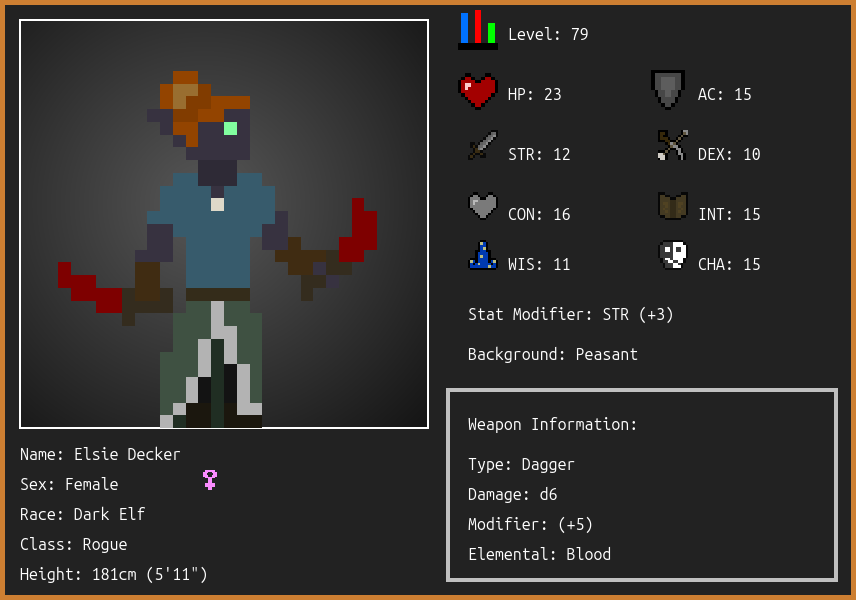 Level: 79
HP: 23
AC: 15
STR: 12
DEX: 10
CON: 16
INT: 15
WIS: 11
CHA: 15
Stat Modifier: STR (+3)
Background: Peasant
Weapon Information:
Type: Dagger
Damage: d6
Modifier: (+5)
Elemental: Blood
Name: Elsie Decker
Sex: Female
Race: Dark Elf
Class: Rogue
Height: 181cm (5'11")